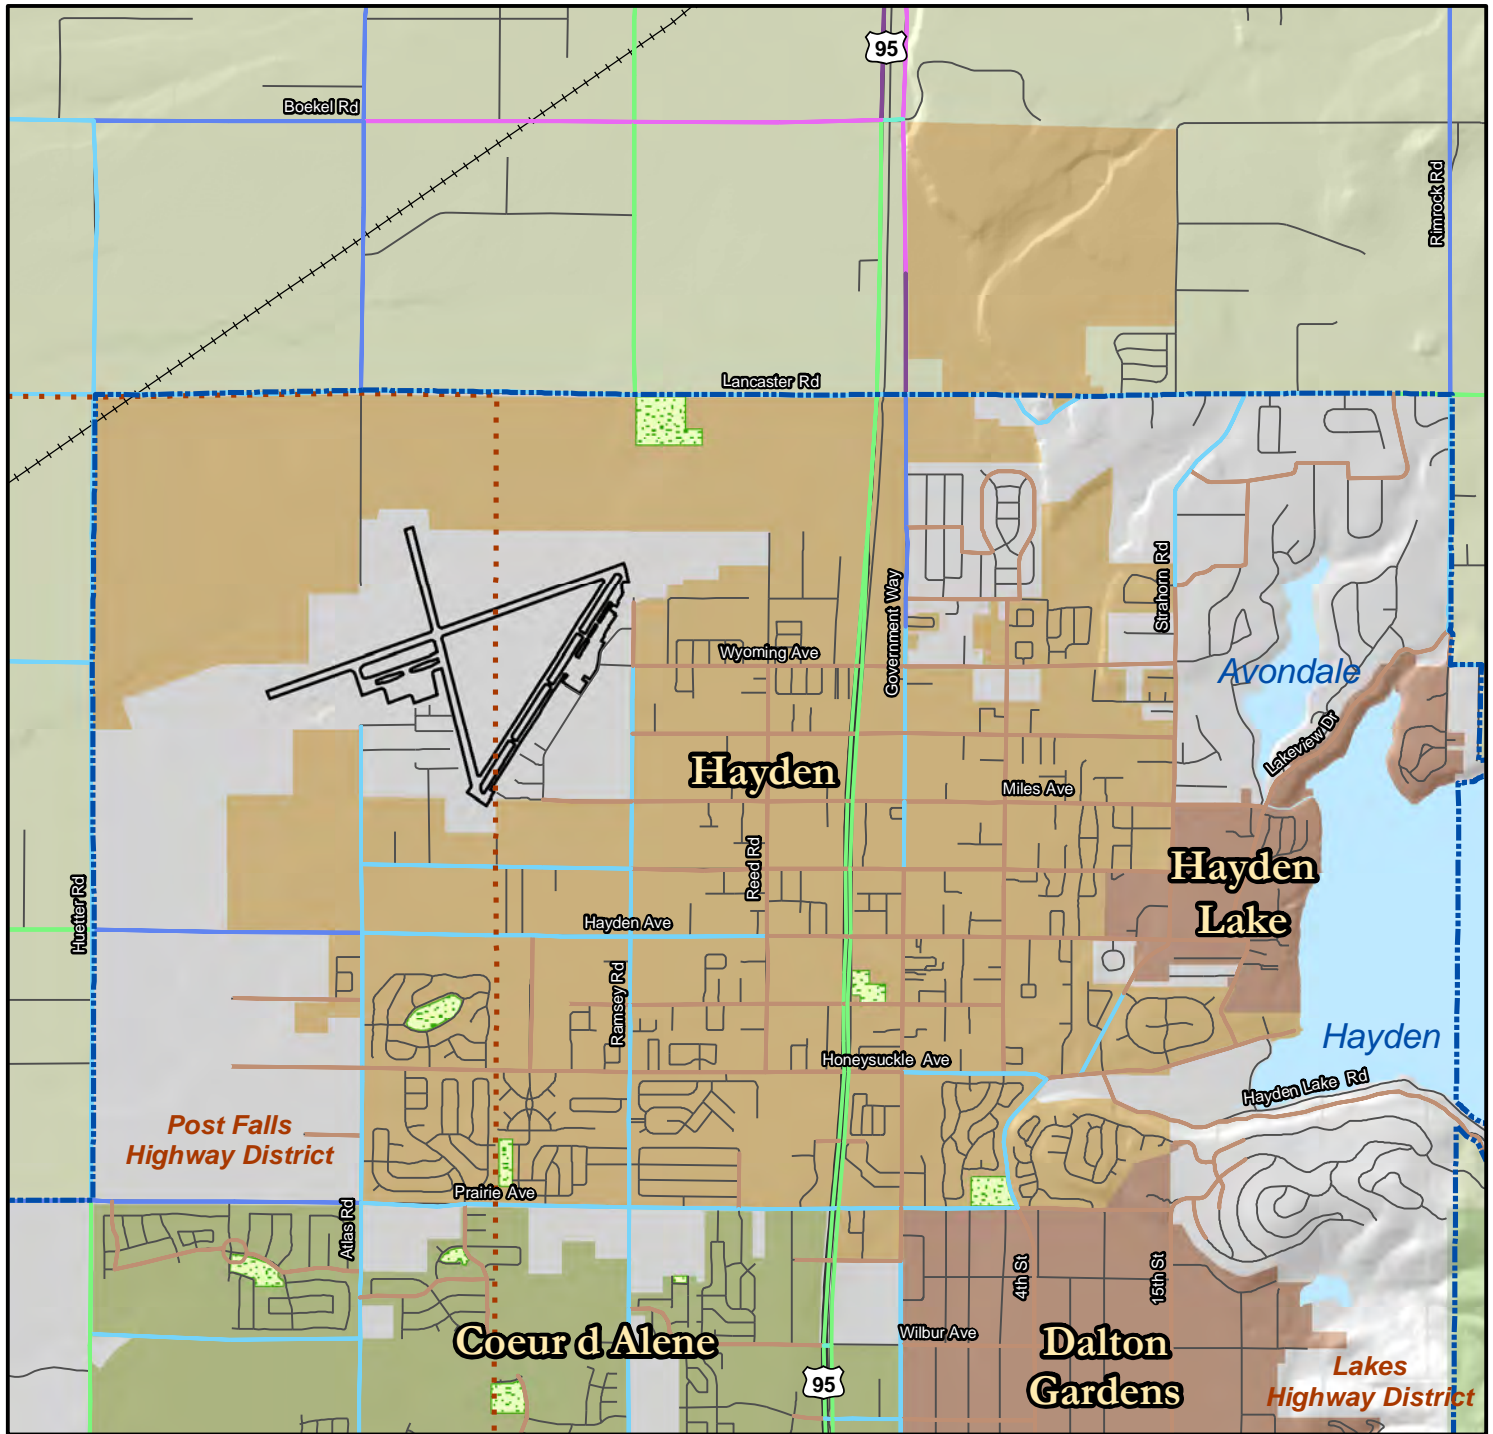 95
Boekel Rd
Rimrock Rd
Lancaster Rd
Government Way
Strahorn Rd
Wyoming Ave
Avondale
Lakeview Dr
Hayden
Miles Ave
Reed Rd
Hayden
Lake
Huetter Rd
Hayden Ave
Ramsey Rd
Honeysuckle Ave
Hayden
Hayden Lake Rd
Post Falls
Highway District
Prairie Ave
Atlas Rd
4th St
15th St
Wilbur Ave
Coeur d Alene
Dalton
Gardens
95
Lakes
Highway District